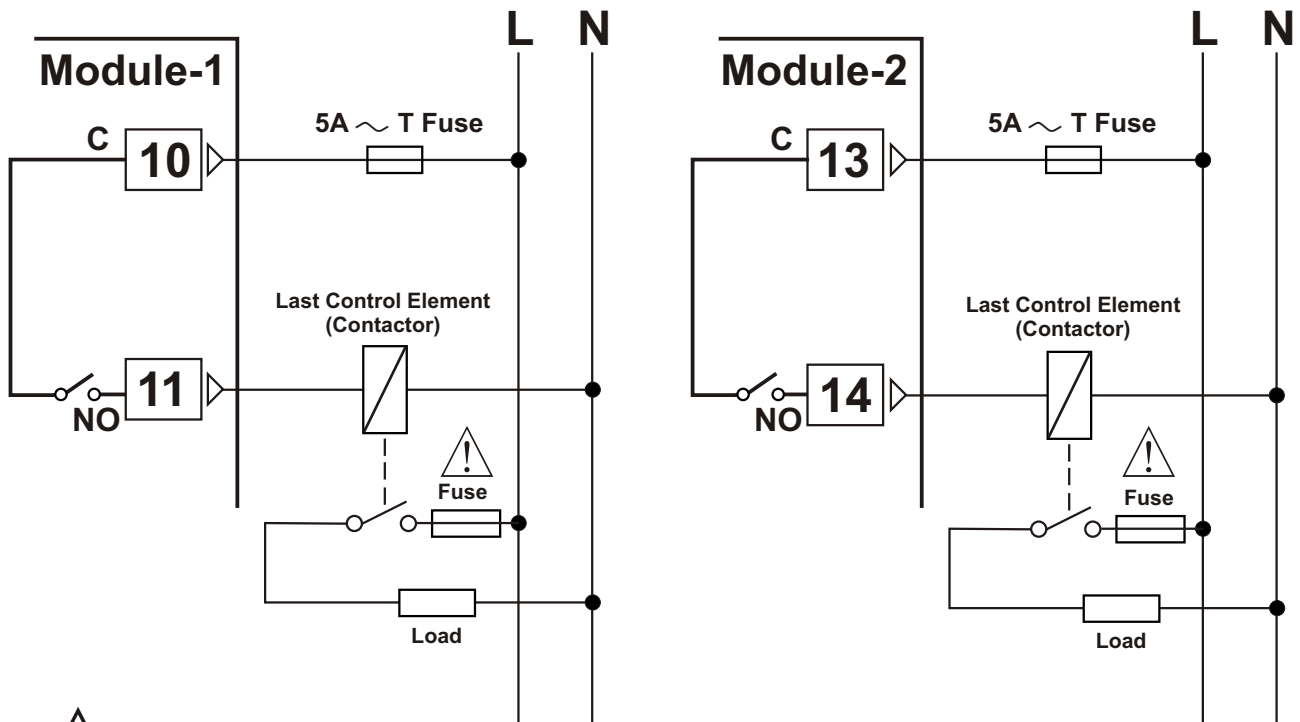 L N
Module-1
5A ~ T Fuse
C
10
Last Control Element
(Contactor)
11
NO
!
Fuse
Load
L N
Module-2
5A ~ T Fuse
C
13
Last Control Element
(Contactor)
14
NO
!
Fuse
Load